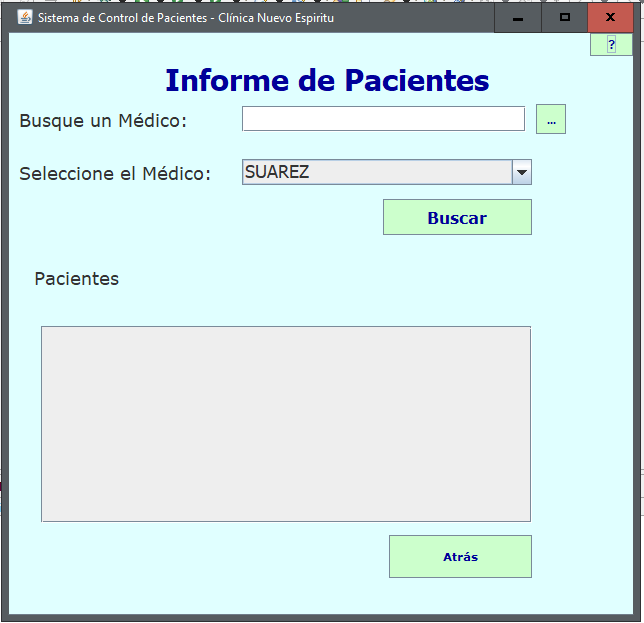 Sistema de Control de Pacientes - Clínica Nuevo Espiritu
?
Informe de Pacientes
Busque un Médico:
...
Seleccione el Médico:
SUAREZ
Buscar
Pacientes
Atrás